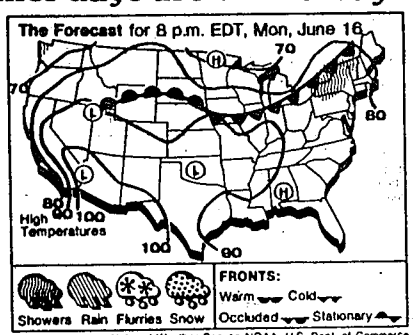 The Forecast for 8 p.m. EDT, Mon, June 16
H
70
70
80
L
L
L
H
80
90
100
High
Temperatures
100
90
FRONTS:
Warm Cold
Showers Rain Flurries Snow
Occluded Stationary